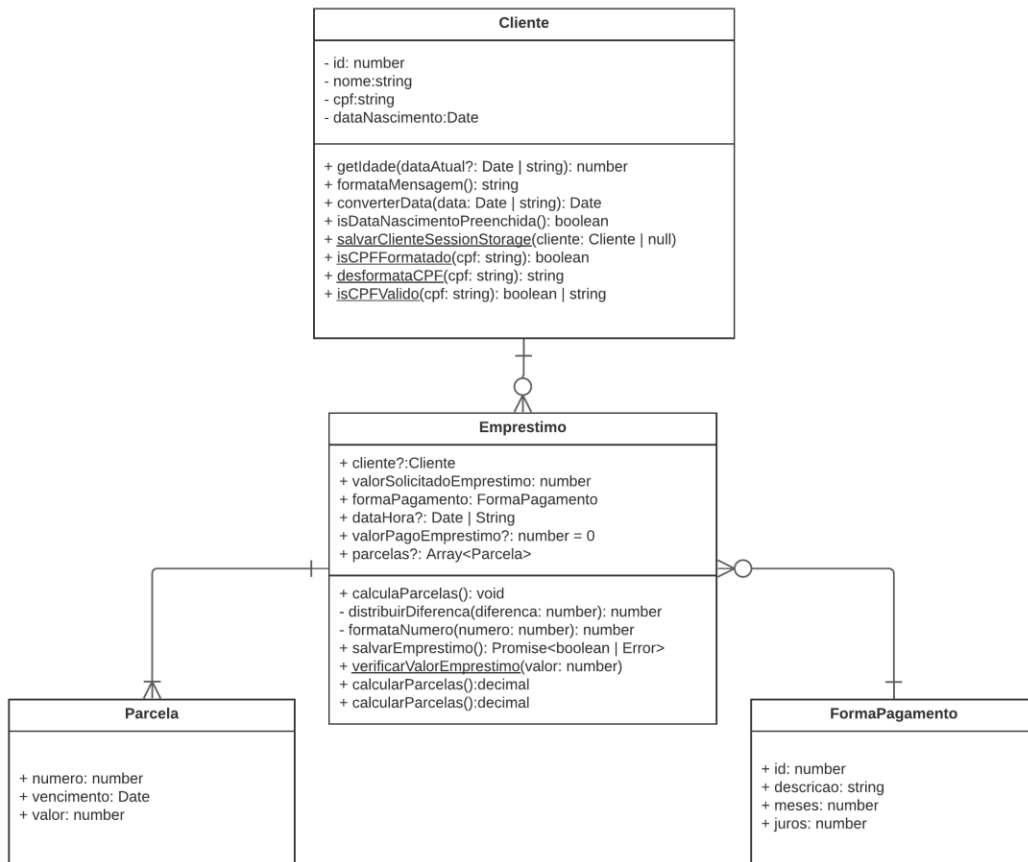 Cliente
- id: number
- nome:string
- cpf:string
- dataNascimento:Date
+ getIdade(dataAtual?: Date | string): number
+ formataMensagem(): string
+ converterData(data: Date | string): Date
+ isDataNascimentoPreenchida(): boolean
+ salvarClienteSessionStorage(cliente: Cliente | null)
+ isCPFFormatado(cpf: string): boolean
+ desformataCPF(cpf: string): string
+ isCPFValido(cpf: string): boolean | string
Emprestimo
+ cliente?:Cliente
+ valorSolicitadoEmprestimo: number
+ formaPagamento: FormaPagamento
+ dataHora?: Date | String
+ valorPagoEmprestimo?: number = 0
+ parcelas?: Array<Parcela>
+ calculaParcelas(): void
- distribuirDiferenca(diferenca: number): number
- formataNumero(numero: number): number
+ salvarEmprestimo(): Promise<boolean | Error>
+ verificarValorEmprestimo(valor: number)
+ calcularParcelas():decimal
+ calcularParcelas():decimal
Parcela
+ numero: number
+ vencimento: Date
+ valor: number
FormaPagamento
+ id: number
+ descricao: string
+ meses: number
+ juros: number